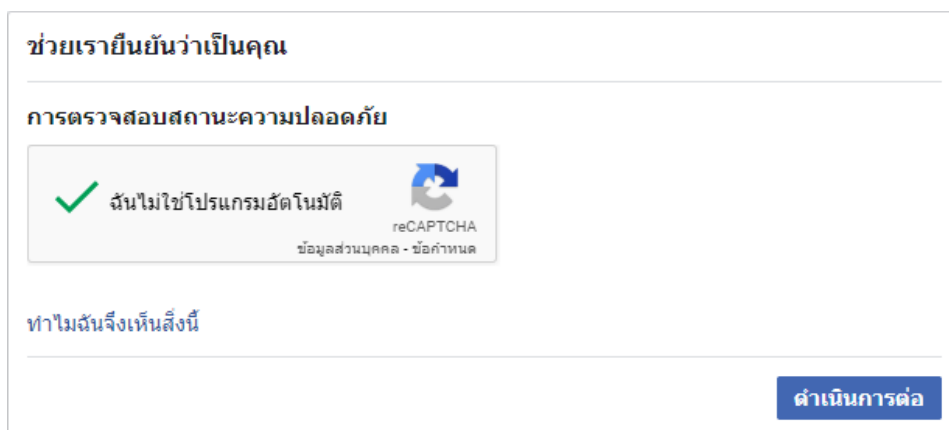 ช่วยเรายืนยันว่าเป็นคุณ
การตรวจสอบสถานะความปลอดภัย
ฉันไม่ใช่โปรแกรมอัตโนมัติ
reCAPTCHA
ข้อมูลส่วนบุคคล - ข้อกำหนด
ทำไมฉันจึงเห็นสิ่งนี้
ดำเนินการต่อ